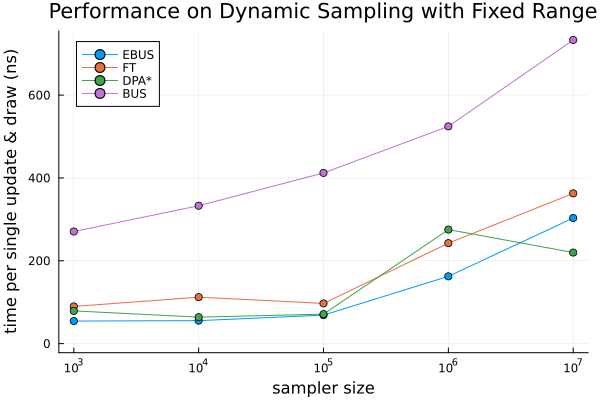 Performance on Dynamic Sampling with Fixed Range
EBUS
FT
DPA*
BUS
time per single update & draw (ns)
600
400
200
0
10³
10⁴
10⁵
10⁶
10⁷
sampler size